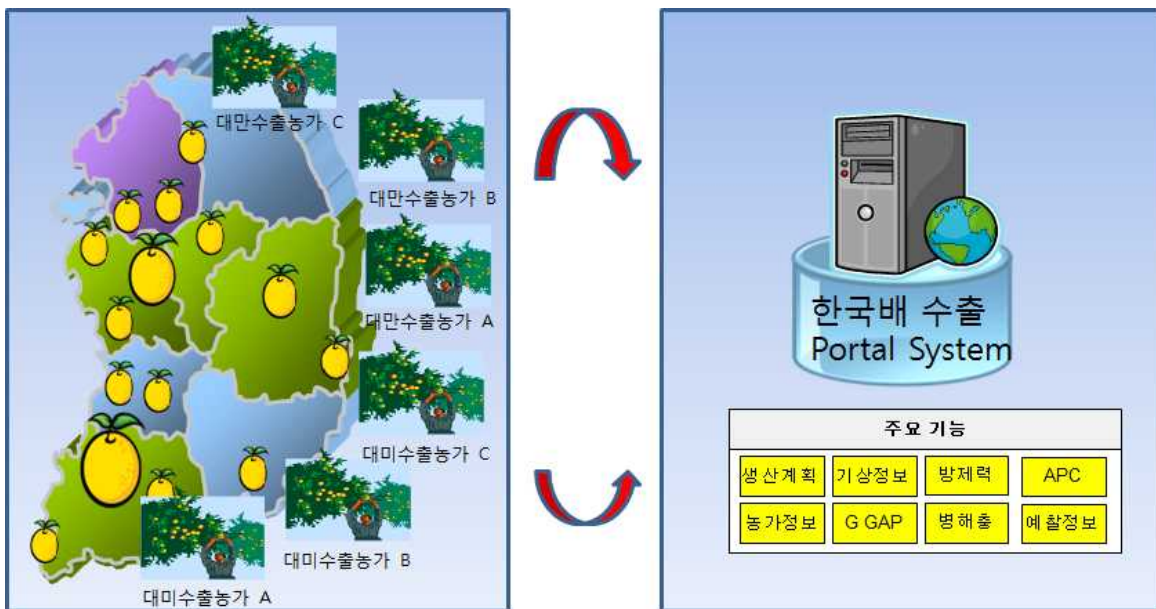 대만수출농가 C
대만수출농가 B
대만수출농가 A
대미수출농가 C
대미수출농가 B
대미수출농가 A
한국배 수출
Portal System
주요 기능
생산계획 기상정보 방제력 APC
농가정보 G GAP 병해충 예찰정보